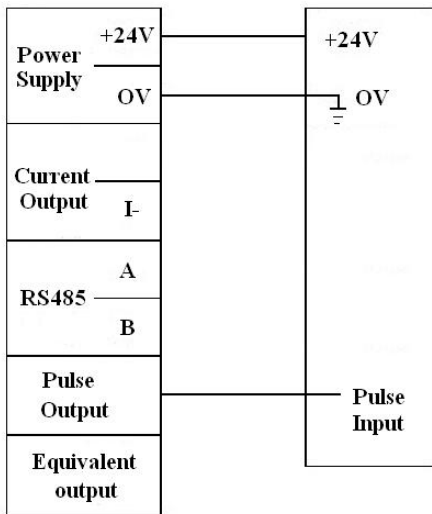 +24V
Power
Supply
OV
Current
Output
I-
A
RS485
B
Pulse
Output
Equivalent
output
+24V
OV
Pulse
Input